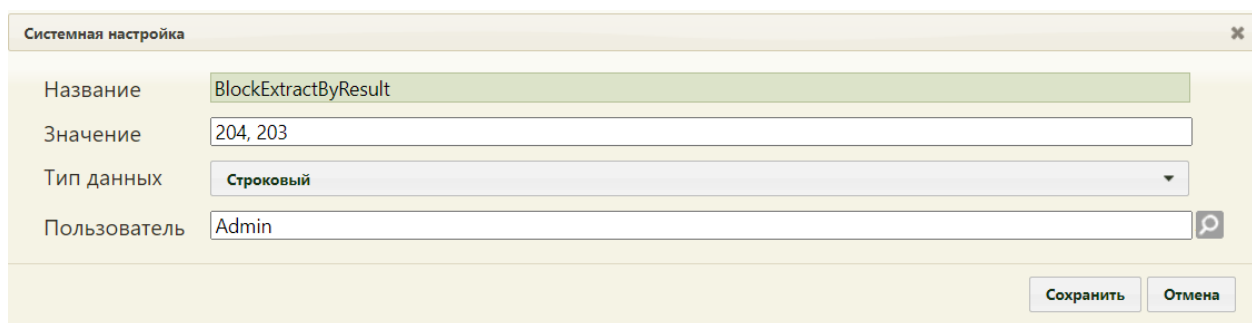 Системная настройка
Название BlockExtractByResult
Значение 204, 203
Тип данных Строковый
Пользователь Admin
Сохранить Отмена